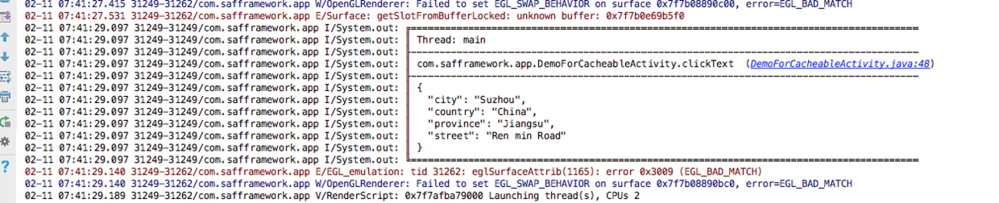 02-11 07:41:27.415 31249-31262/com.safframework.app W/OpenGLRenderer: Failed to set EGL_SWAP_BEHAVIOR on surface 0x7f7b08890c00, error=EGL_BAD_MATCH
02-11 07:41:27.531 31249-31262/com.safframework.app E/Surface: getSlotFromBufferLocked: unknown buffer: 0x7f7b0e69b5f0
02-11 07:41:29.097 31249-31249/com.safframework.app I/System.out: ╔════════════════════════════════════════
02-11 07:41:29.097 31249-31249/com.safframework.app I/System.out: ║ Thread: main
02-11 07:41:29.097 31249-31249/com.safframework.app I/System.out: ╟────────────────────────────────────────
02-11 07:41:29.097 31249-31249/com.safframework.app I/System.out: ║ com.safframework.app.DemoForCacheableActivity.clickText  (DemoForCacheableActivity.java:48)
02-11 07:41:29.097 31249-31249/com.safframework.app I/System.out: ╟────────────────────────────────────────
02-11 07:41:29.097 31249-31249/com.safframework.app I/System.out: ║ {
02-11 07:41:29.097 31249-31249/com.safframework.app I/System.out: ║   "city": "Suzhou",
02-11 07:41:29.097 31249-31249/com.safframework.app I/System.out: ║   "country": "China",
02-11 07:41:29.097 31249-31249/com.safframework.app I/System.out: ║   "province": "Jiangsu",
02-11 07:41:29.097 31249-31249/com.safframework.app I/System.out: ║   "street": "Ren min Road"
02-11 07:41:29.097 31249-31249/com.safframework.app I/System.out: ║ }
02-11 07:41:29.097 31249-31249/com.safframework.app I/System.out: ╚════════════════════════════════════════
02-11 07:41:29.140 31249-31262/com.safframework.app E/EGL_emulation: tid 31262: eglSurfaceAttrib(1165): error 0x3009 (EGL_BAD_MATCH)
02-11 07:41:29.140 31249-31262/com.safframework.app W/OpenGLRenderer: Failed to set EGL_SWAP_BEHAVIOR on surface 0x7f7b08890bc0, error=EGL_BAD_MATCH
02-11 07:41:29.189 31249-31262/com.safframework.app V/RenderScript: 0x7f7afba79000 Launching thread(s), CPUs 2